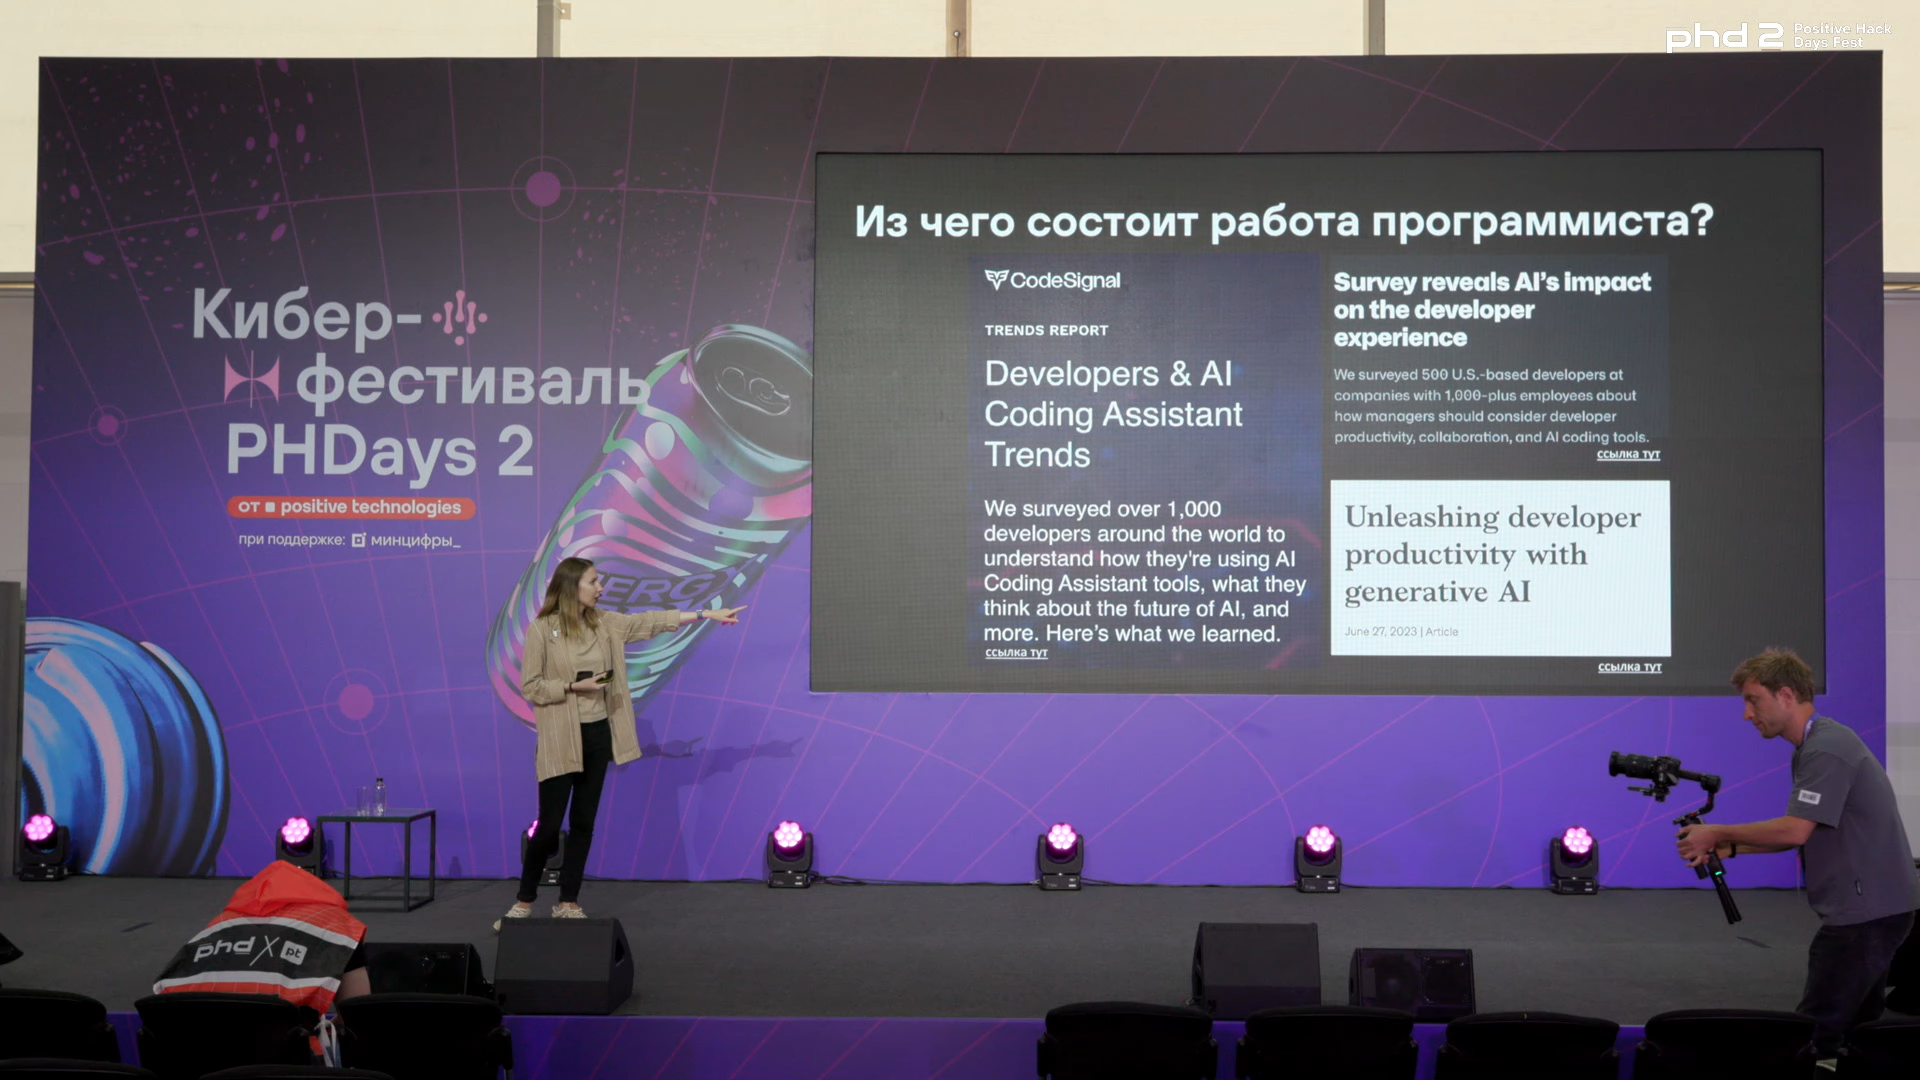 phd 2 Positive Hack
Days Fest
Кибер-
фестиваль
PHDays 2
от positive technologies
при поддержке: минцифры_
ERG
Из чего состоит работа программиста?
CodeSignal
TRENDS REPORT
Developers & AI
Coding Assistant
Trends
We surveyed over 1,000
developers around the world to
understand how they're using AI
Coding Assistant tools, what they
think about the future of AI, and
more. Here's what we learned.
ссылка тут
Survey reveals AI's impact
on the developer
experience
We surveyed 500 U.S.-based developers at
companies with 1,000-plus employees about
how managers should consider developer
productivity, collaboration, and AI coding tools.
ссылка тут
Unleashing developer
productivity with
generative AI
June 27, 2023 | Article
ссылка тут
phd X pt